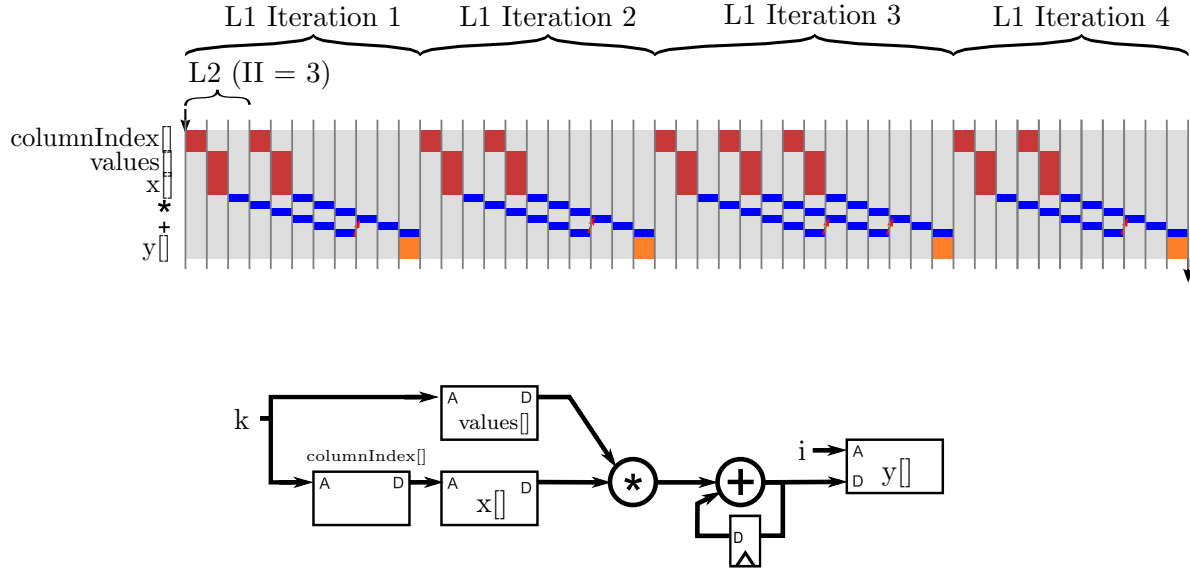 L1 Iteration 1 L1 Iteration 2 L1 Iteration 3 L1 Iteration 4
L2 (II = 3)
columnIndex[]
values[]
x[]
*
+
y[]
k
A D
values[]
columnIndex[]
A D
A D
x[]
*
+
D
i
A
D
y[]